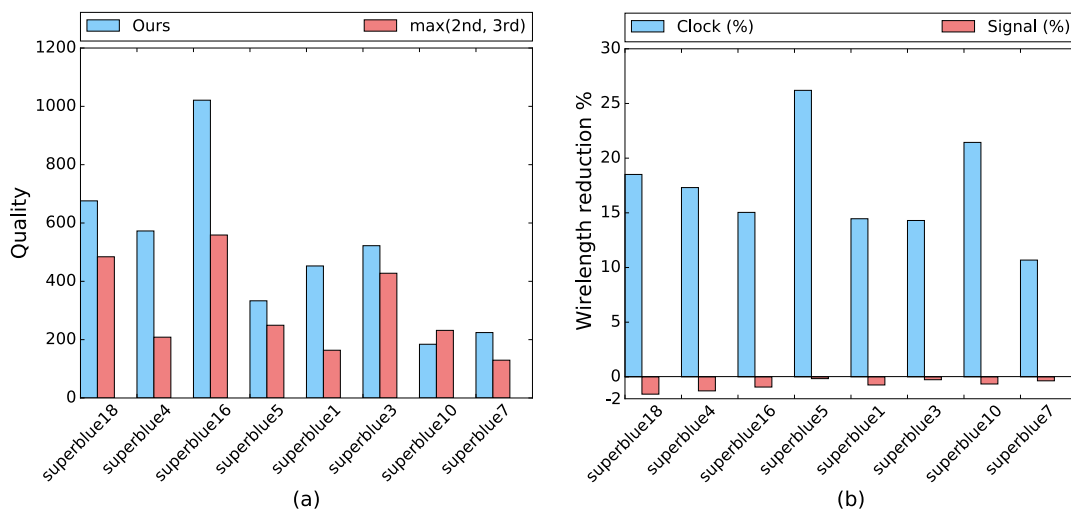 Ours max(2nd, 3rd)
1200
1000
800
600
400
200
0
Quality
superblue18 superblue4 superblue16 superblue5 superblue1 superblue3 superblue10 superblue7
(a)
Clock (%) Signal (%)
30
25
20
15
10
5
0
-2
Wirelength reduction %
superblue18 superblue4 superblue16 superblue5 superblue1 superblue3 superblue10 superblue7
(b)